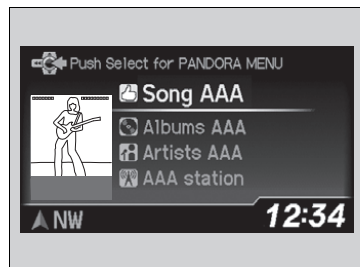 Push Select for PANDORA MENU
Song AAA
Albums AAA
Artists AAA
AAA station
NW
12:34